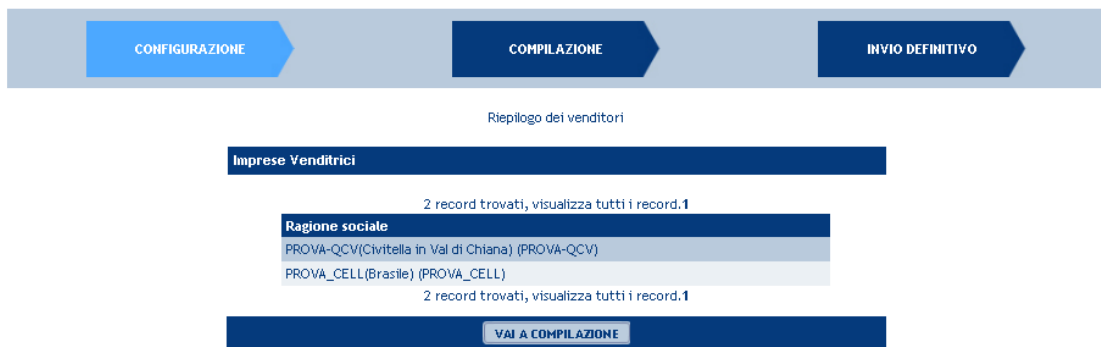 CONFIGURAZIONE
COMPILAZIONE
INVIO DEFINITIVO
Riepilogo dei venditori
Imprese Venditrici
2 record trovati, visualizza tutti i record.1
Ragione sociale
PROVA-QCV(Civitella in Val di Chiana) (PROVA-QCV)
PROVA_CELL(Brasile) (PROVA_CELL)
2 record trovati, visualizza tutti i record.1
VAI A COMPILAZIONE